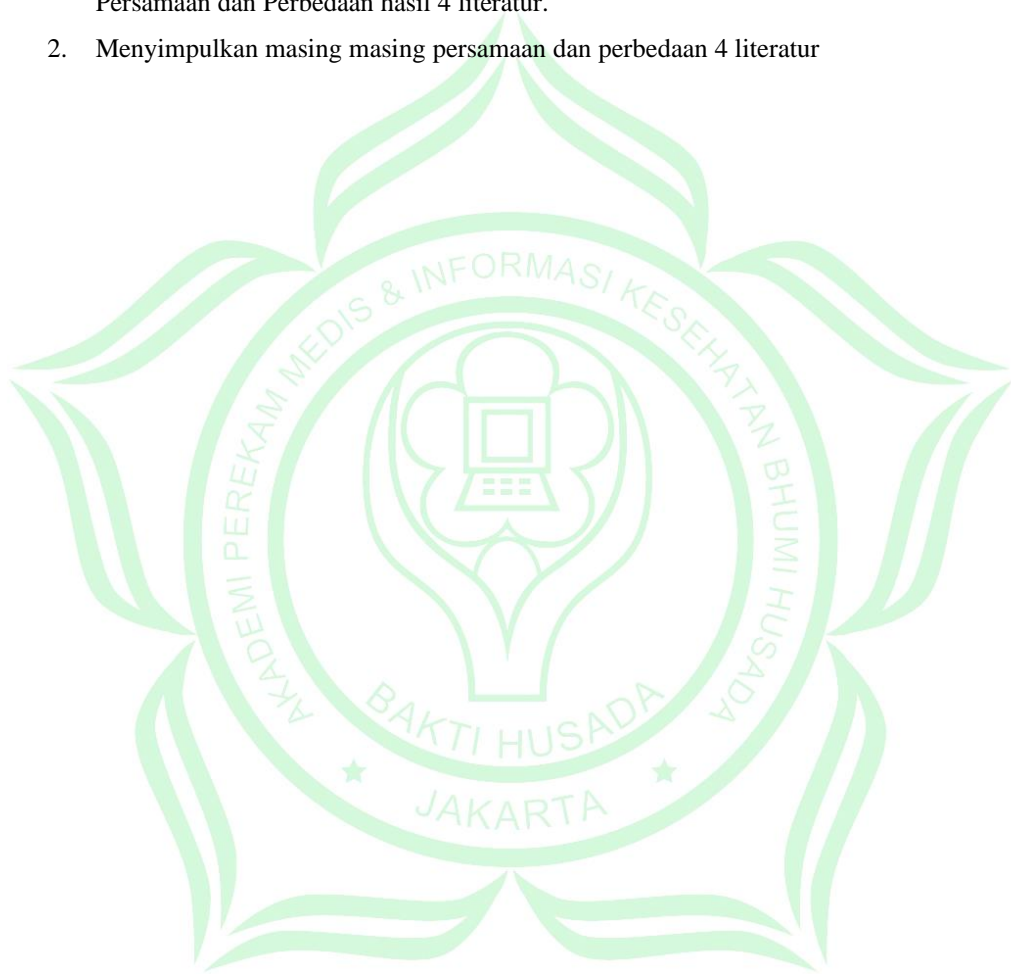 Persamaan dan Perbedaan hasil 4 literatur.
2. Menyimpulkan masing masing persamaan dan perbedaan 4 literatur
AKADEMI PEREKAM MEDIS & INFORMASI KESEHATAN BHUMI HUSADA
BAKTI HUSADA
JAKARTA